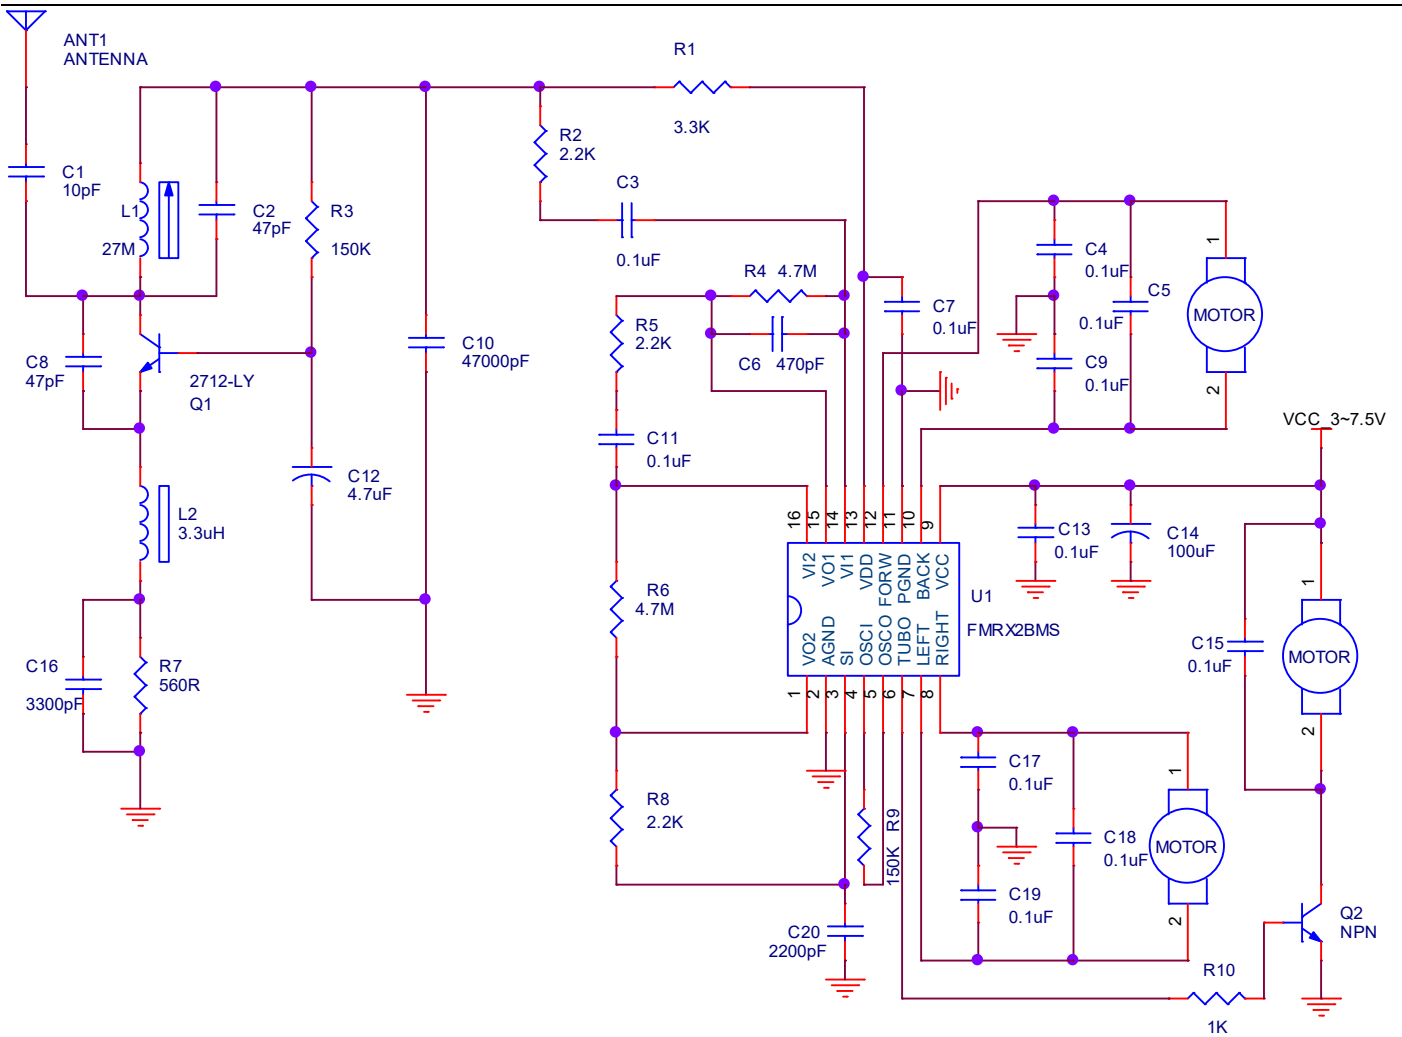 ANT1
ANTENNA
R1
3.3K
R2
2.2K
C1
10pF
C3
0.1uF
L1
27M
C2
47pF
R3
150K
C4
0.1uF
C5
0.1uF
1
MOTOR
2
R4 4.7M
C7
0.1uF
R5
2.2K
C6 470pF
C10
47000pF
C8
47pF
2712-LY
Q1
C9
0.1uF
VCC_3~7.5V
C11
0.1uF
C12
4.7uF
L2
3.3uH
16
15
14
13
12
11
10
9
C13
0.1uF
C14
100uF
VI2
VO1
VI1
VDD
FORW
PGND
BACK
VCC
U1
FMRX2BMS
VO2
AGND
SI
OSCI
OSCO
TUBO
LEFT
RIGHT
1
2
3
4
5
6
7
8
R6
4.7M
1
C15
0.1uF
MOTOR
2
C16
3300pF
R7
560R
C17
0.1uF
1
R8
2.2K
150K R9
C18
0.1uF
MOTOR
2
C19
0.1uF
C20
2200pF
Q2
NPN
R10
1K